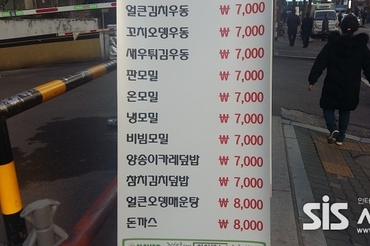 얼큰김치우동 ₩ 7,000
꼬치오뎅우동 ₩ 7,000
새우튀김우동 ₩ 7,000
판모밀 ₩ 7,000
온모밀 ₩ 7,000
냉모밀 ₩ 7,000
비빔모밀 ₩ 7,000
양송이카레덮밥 ₩ 7,000
참치김치덮밥 ₩ 7,000
얼큰오뎅매운탕 ₩ 8,000
돈까스 ₩ 8,000
인터
SIS